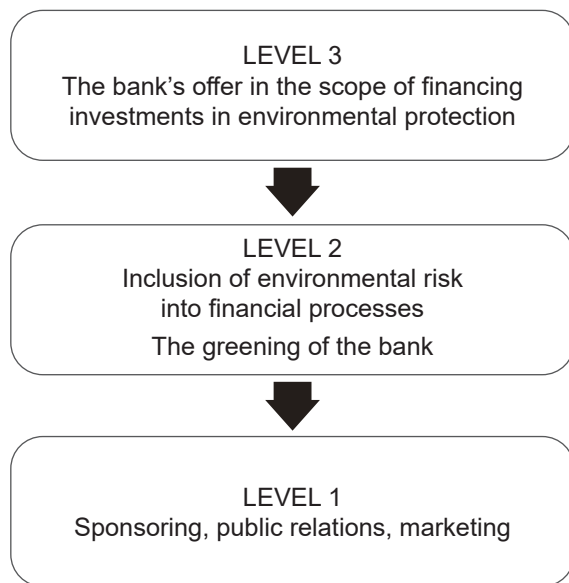 LEVEL 3
The bank’s offer in the scope of financing
investments in environmental protection
LEVEL 2
Inclusion of environmental risk
into financial processes
The greening of the bank
LEVEL 1
Sponsoring, public relations, marketing